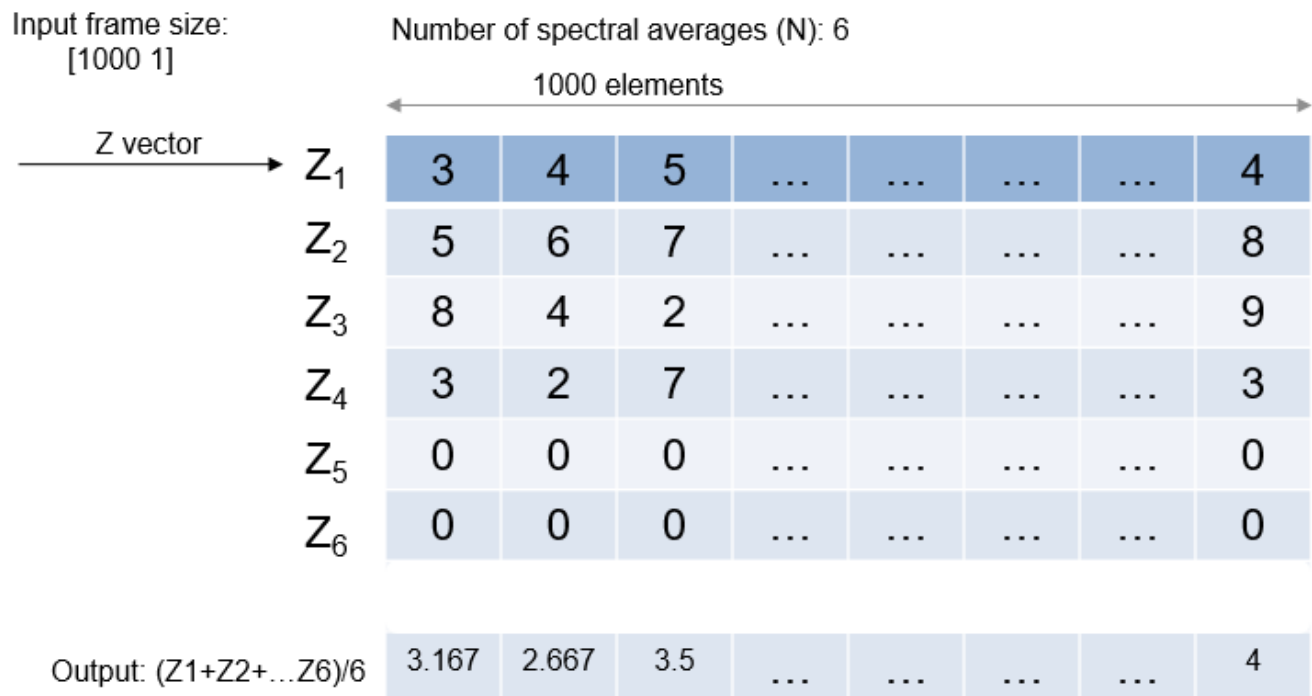 Input frame size:
[1000 1]
Number of spectral averages (N): 6
1000 elements
Z vector
Z1 3 4 5 ... ... ... ... 4
Z2 5 6 7 ... ... ... ... 8
Z3 8 4 2 ... ... ... ... 9
Z4 3 2 7 ... ... ... ... 3
Z5 0 0 0 ... ... ... ... 0
Z6 0 0 0 ... ... ... ... 0
Output: (Z1+Z2+...Z6)/6 3.167 2.667 3.5 ... ... ... ... 4